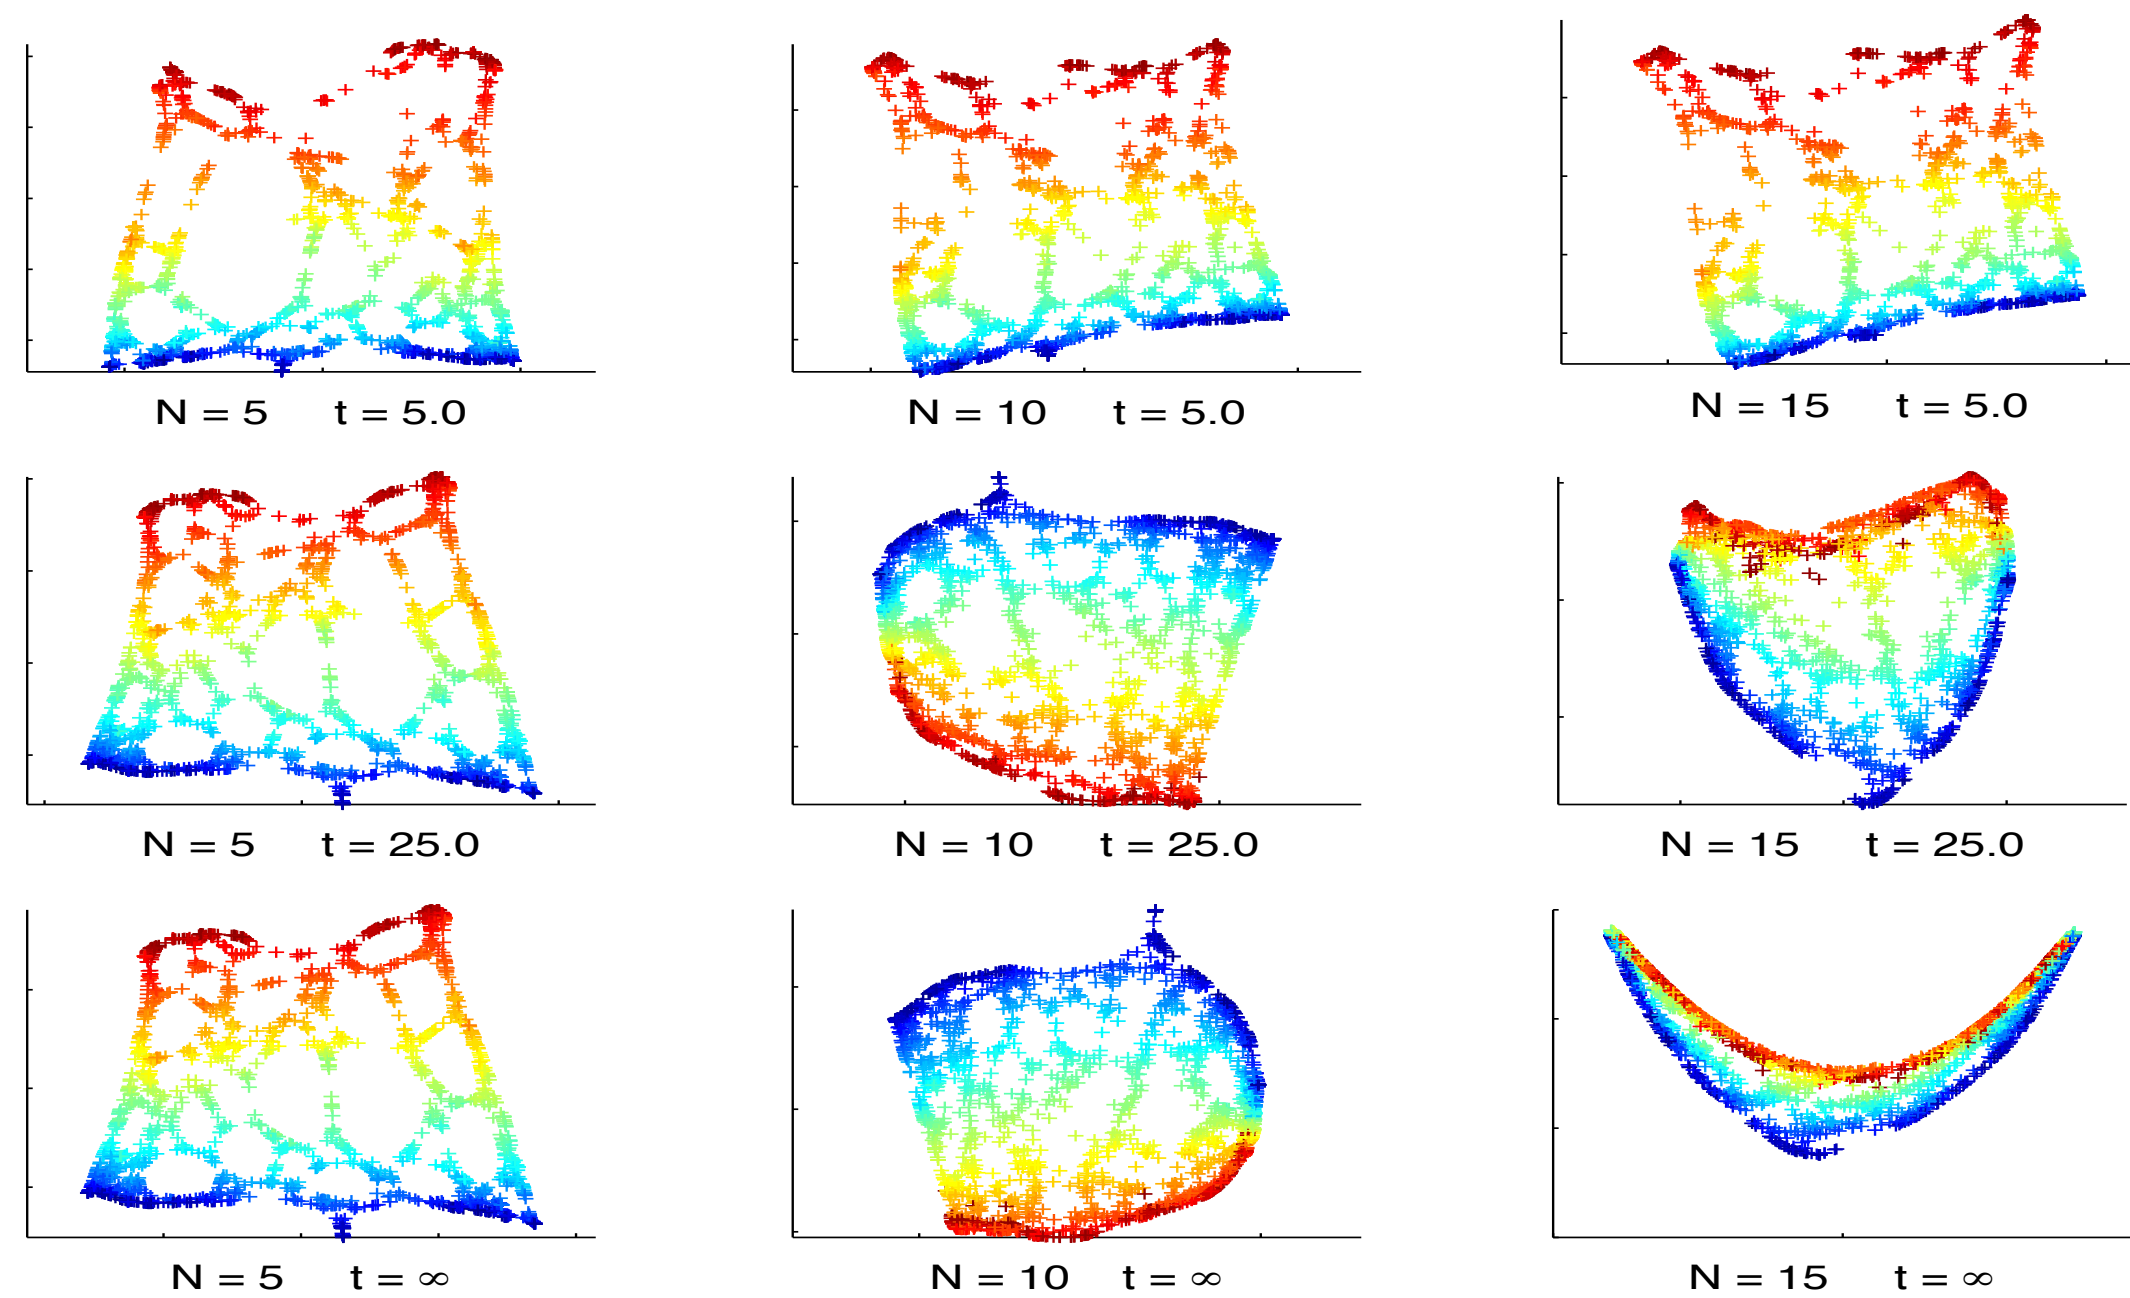 N = 5 t = 5.0
N = 10 t = 5.0
N = 15 t = 5.0
N = 5 t = 25.0
N = 10 t = 25.0
N = 15 t = 25.0
N = 5 t = ∞
N = 10 t = ∞
N = 15 t = ∞